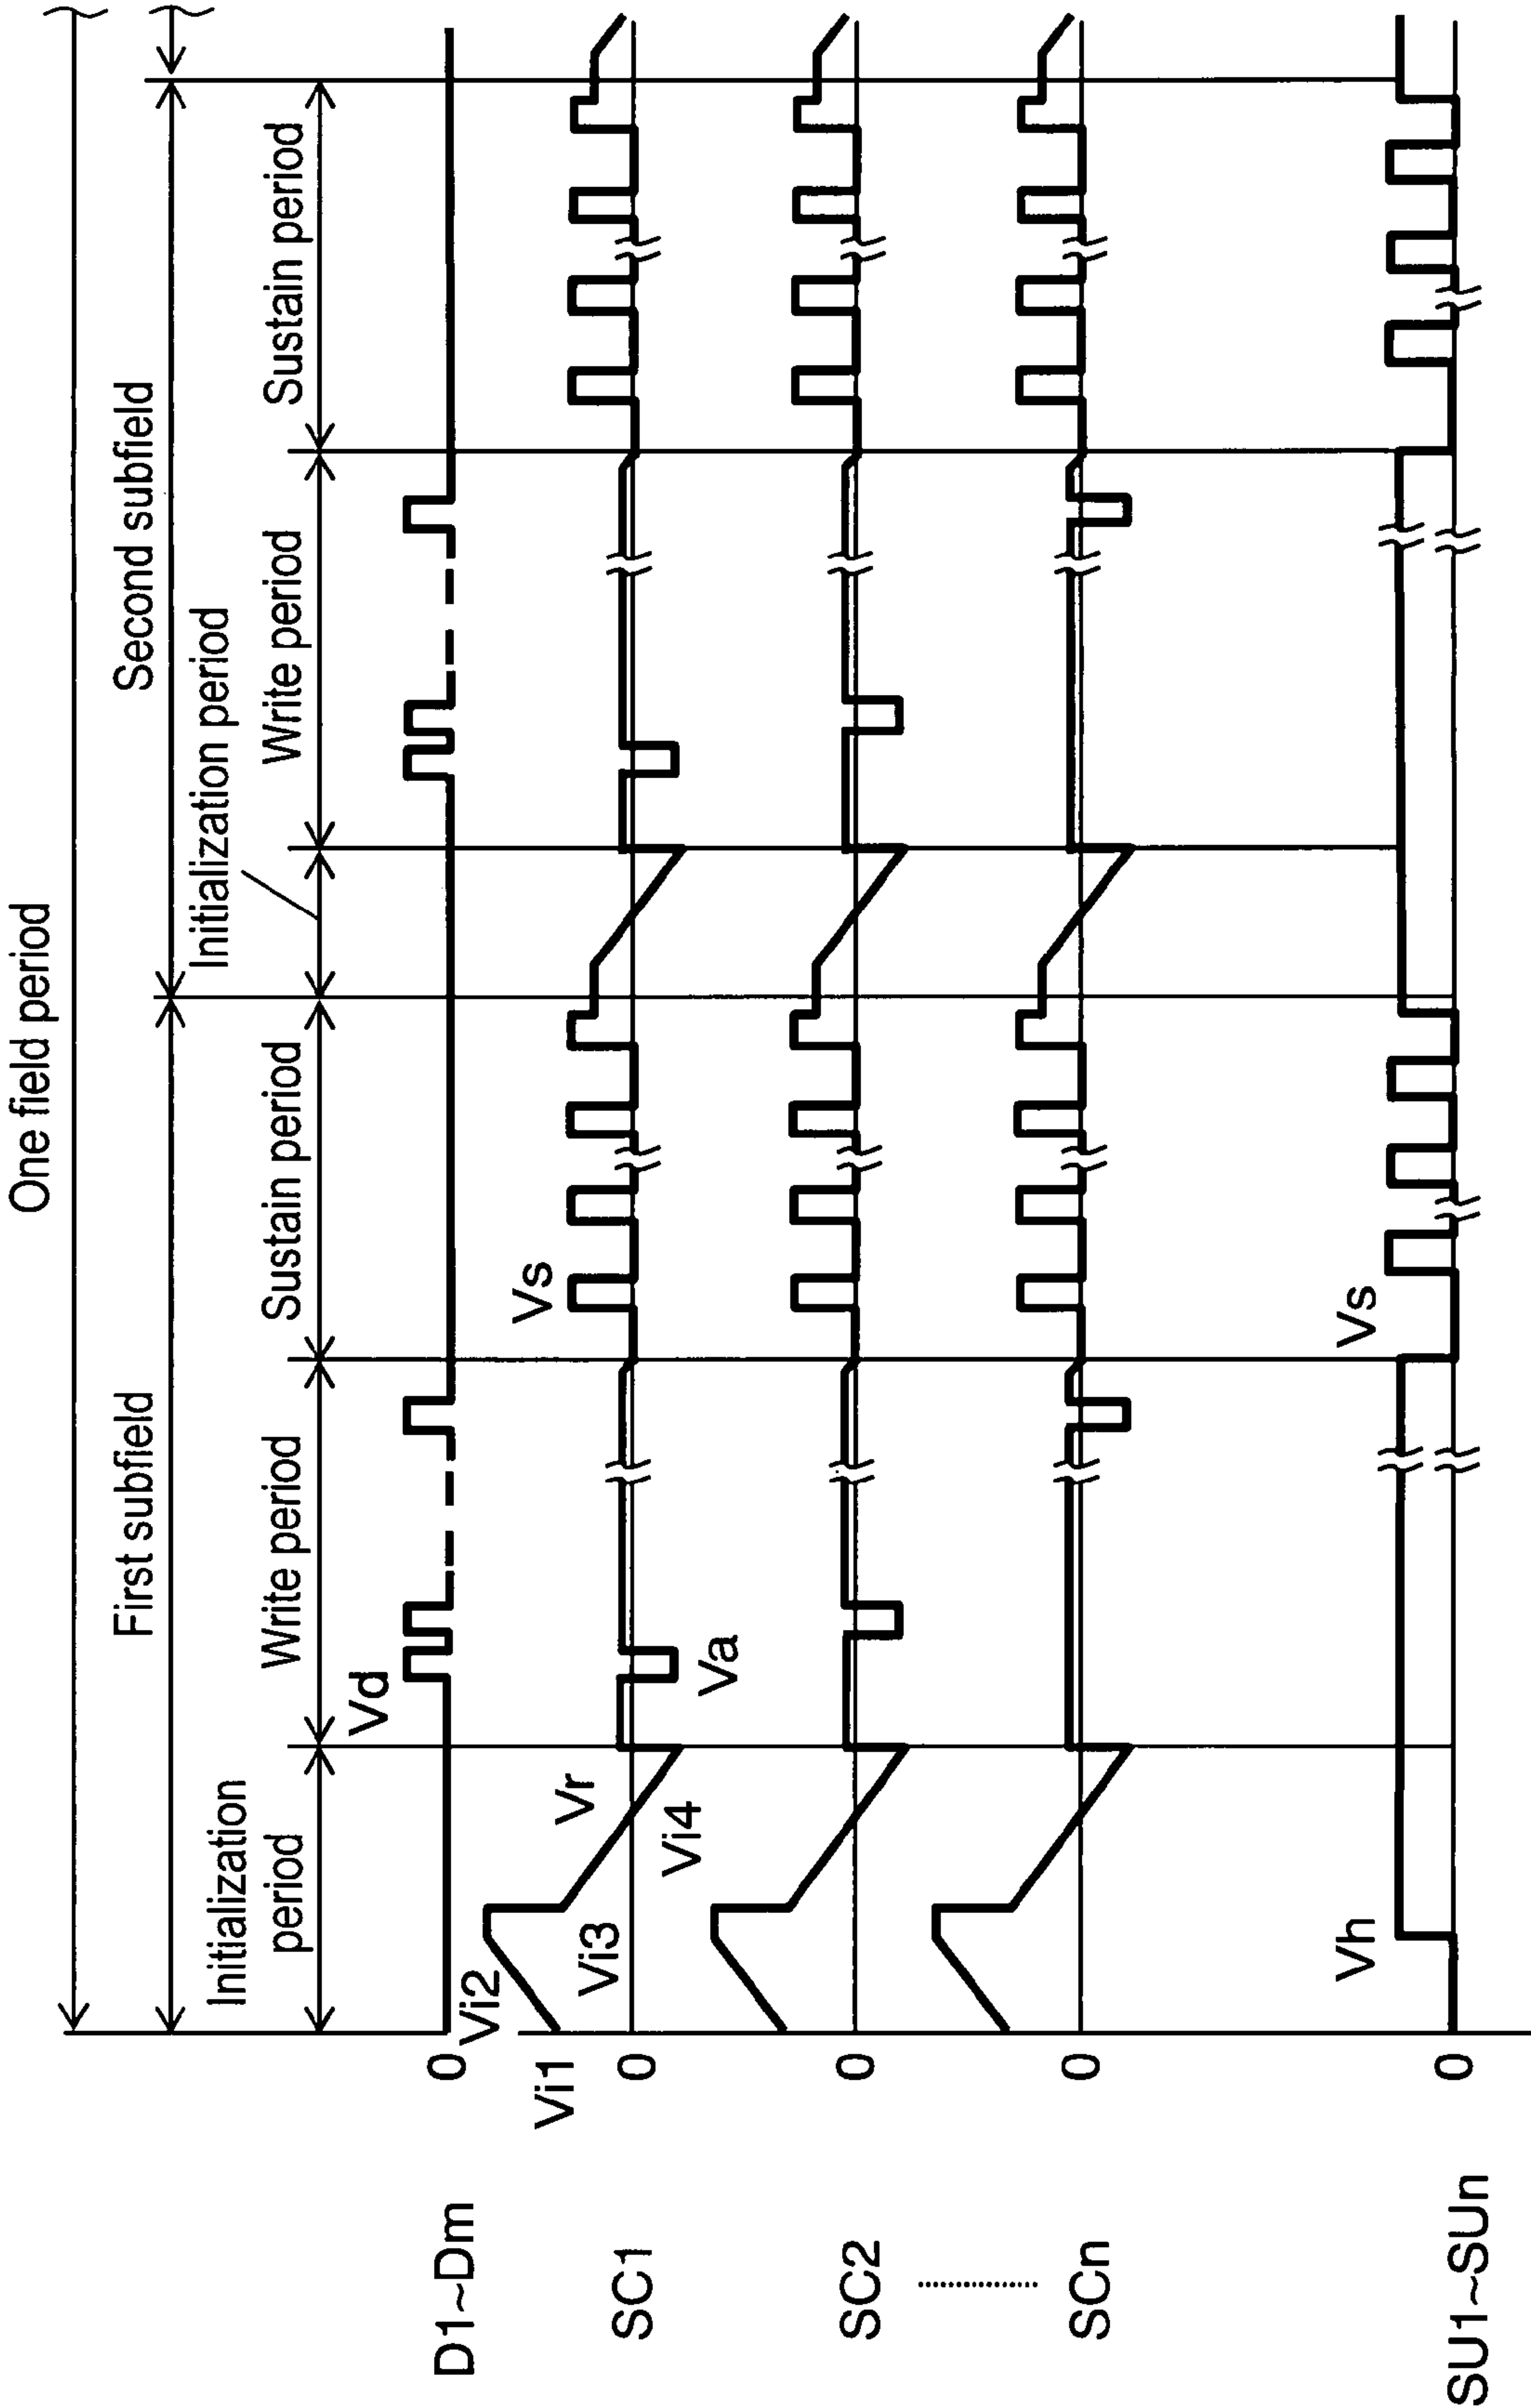 One field period
First subfield
Second subfield
Initialization
period
Write period
Sustain period
Initialization period
Write period
Sustain period
D1~Dm
0
Vd
Vi2
Vi1
Vi3
Vr
Vi4
Va
Vs
SC1
0
SC2
0
SCn
0
Vh
Vs
SU1~SUn
0